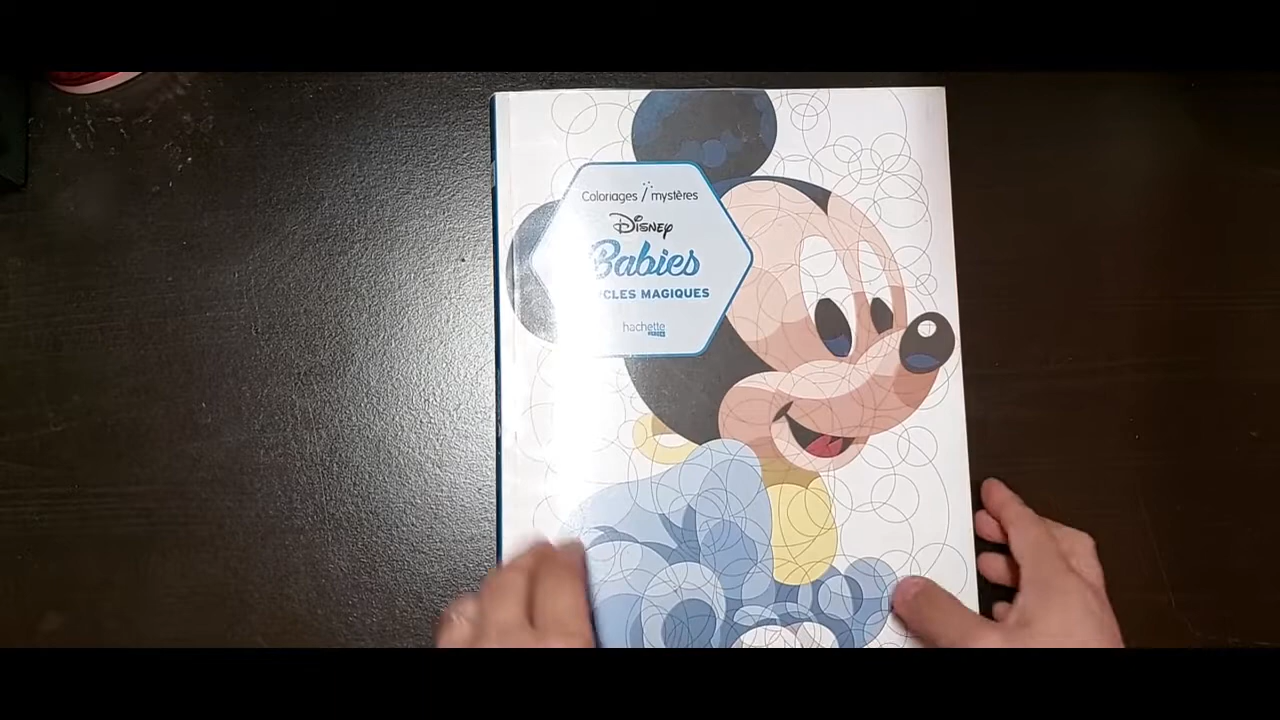 Coloriages mystères
Disney
Babies
CLES MAGIQUES
hachette